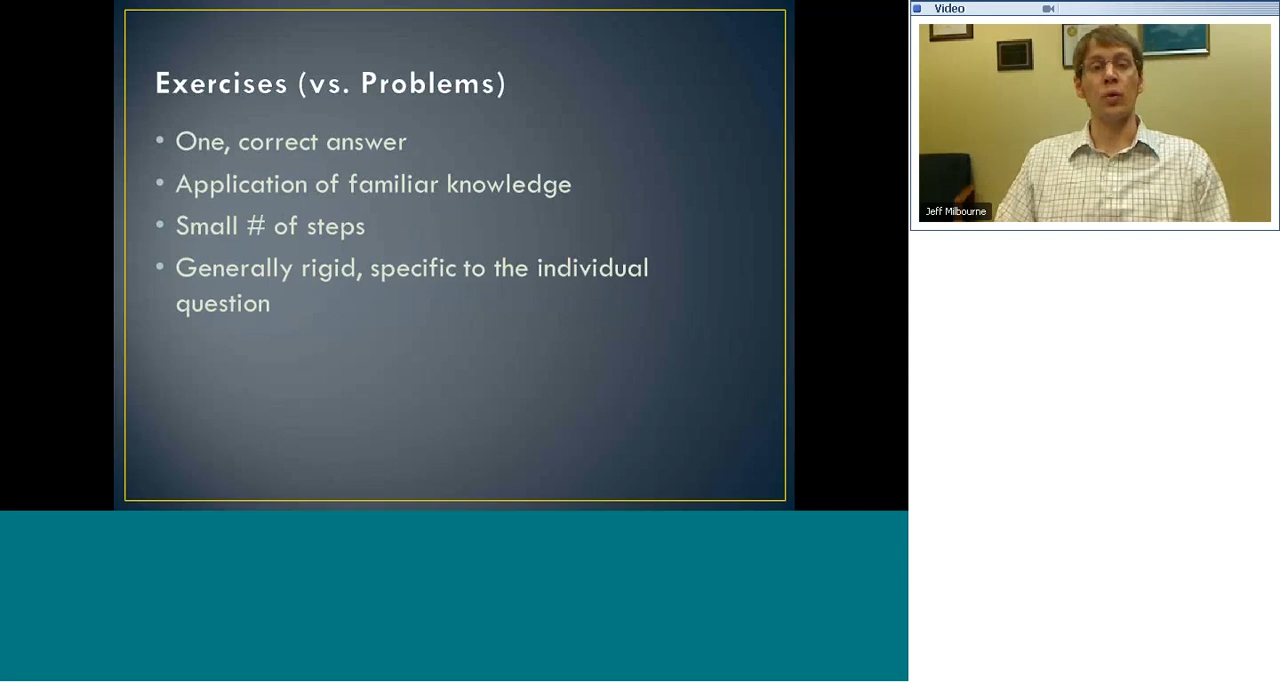 Exercises (vs. Problems)
• One, correct answer
• Application of familiar knowledge
• Small # of steps
• Generally rigid, specific to the individual
question
Video
Jeff Milbourne